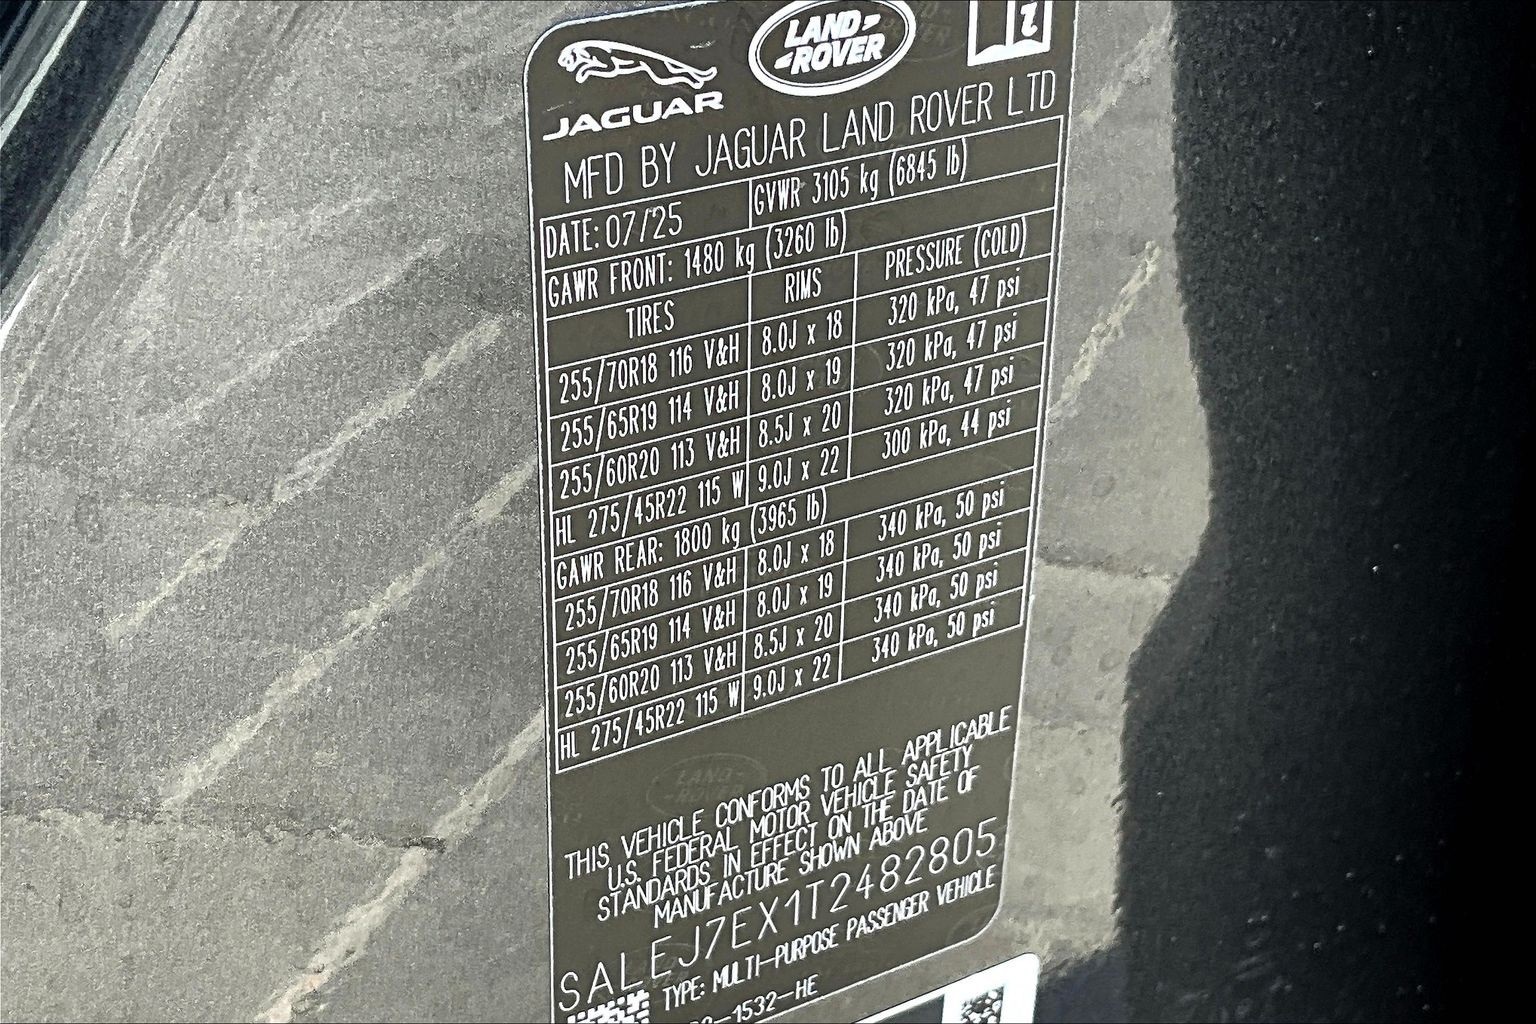 JAGUAR
LAND-
-ROVER
MFD BY JAGUAR LAND ROVER LTD
DATE: 07/'25 GVWR 3105 kg (6845 lb)
GAWR FRONT: 1480 kg (3260 lb)
TIRES RIMS PRESSURE (COLD)
255/70R18 116 V&H 8.0J x 18 320 kPa, 47 psi
255/65R19 114 V&H 8.0J x 19 320 kPa, 47 psi
255/60R20 113 V&H 8.5J x 20 320 kPa, 47 psi
HL 275/45R22 115 W 9.0J x 22 300 kPa, 44 psi
GAWR REAR: 1800 kg (3965 lb)
255/70R18 116 V&H 8.0J x 18 340 kPa, 50 psi
255/65R19 114 V&H 8.0J x 19 340 kPa, 50 psi
255/60R20 113 V&H 8.5J x 20 340 kPa, 50 psi
HL 275/45R22 115 W 9.0J x 22 340 kPa, 50 psi
THIS VEHICLE CONFORMS TO ALL APPLICABLE
U.S. FEDERAL MOTOR VEHICLE SAFETY
STANDARDS IN EFFECT ON THE DATE OF
MANUFACTURE SHOWN ABOVE
SALEJ7EX1T2482805
TYPE: MULTI-PURPOSE PASSENGER VEHICLE
-1532-HE